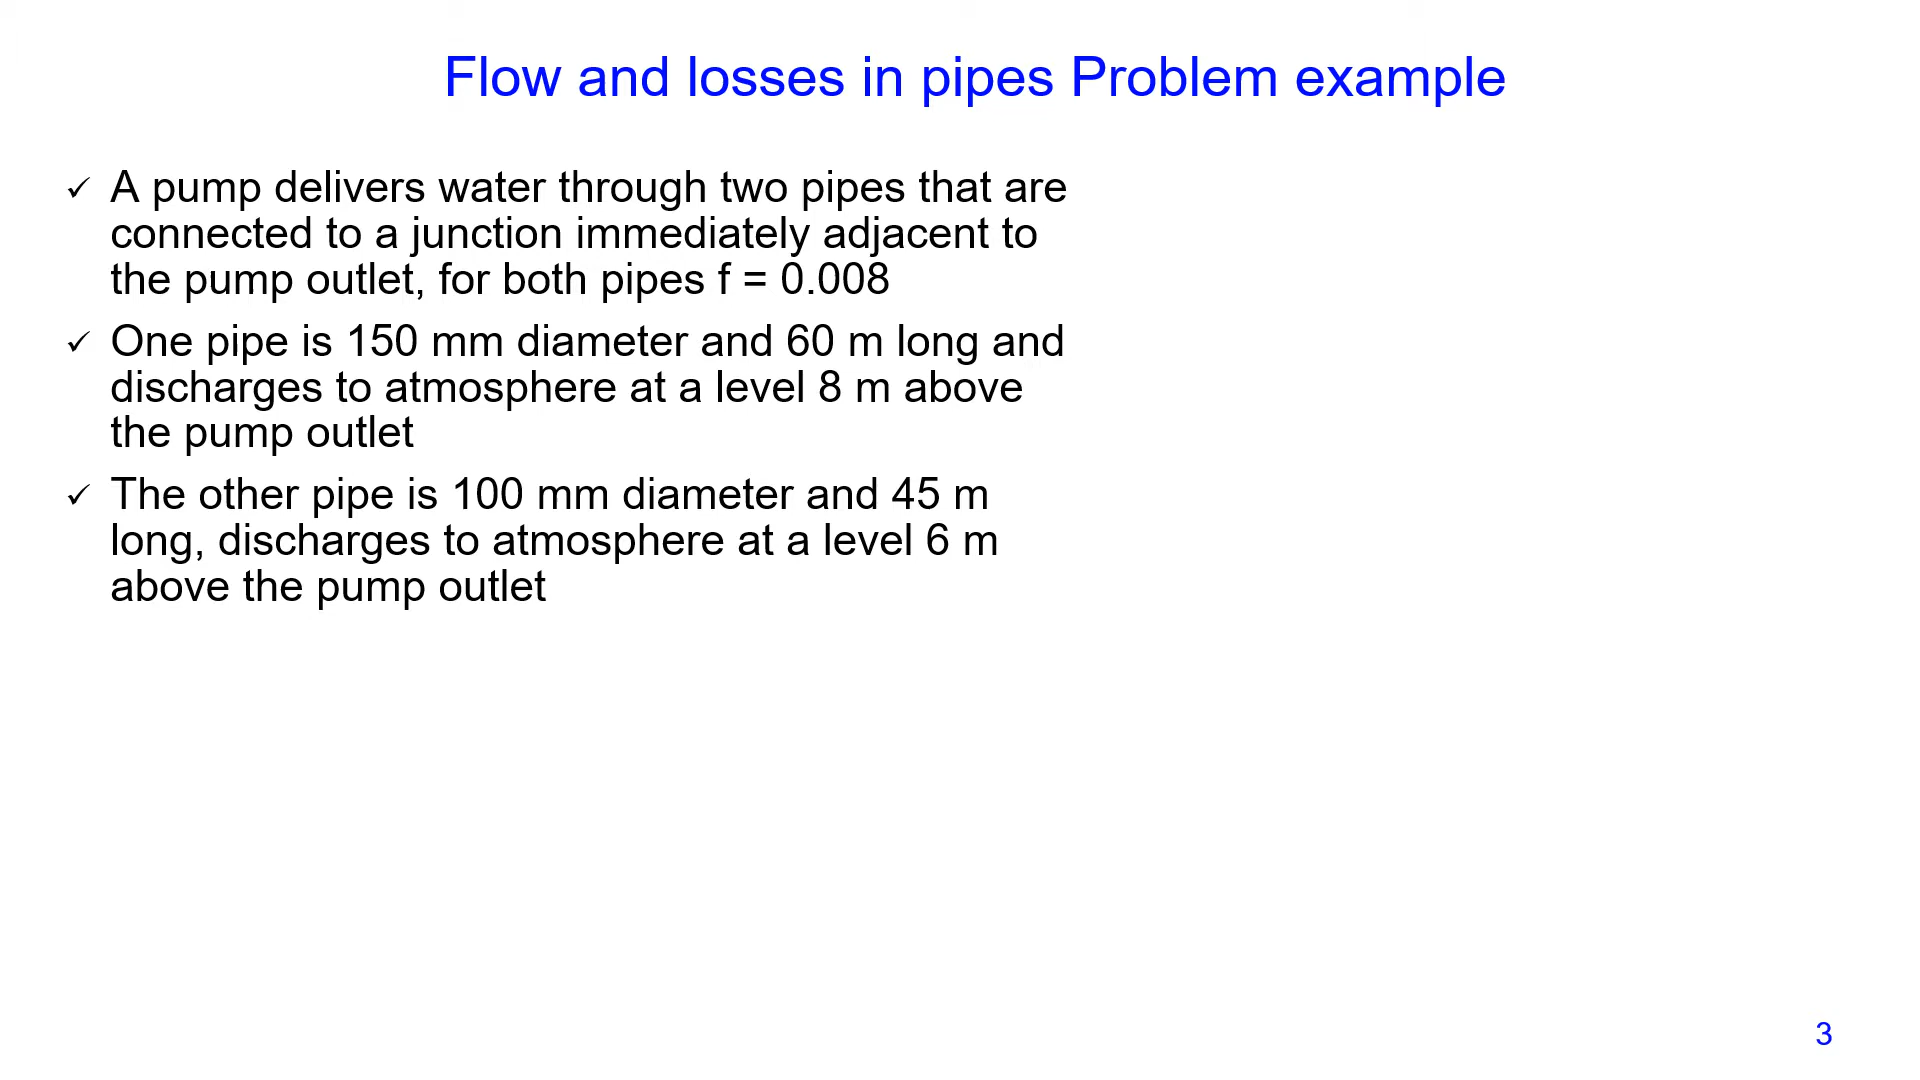 Flow and losses in pipes Problem example
✓ A pump delivers water through two pipes that are
connected to a junction immediately adjacent to
the pump outlet, for both pipes f = 0.008
✓ One pipe is 150 mm diameter and 60 m long and
discharges to atmosphere at a level 8 m above
the pump outlet
✓ The other pipe is 100 mm diameter and 45 m
long, discharges to atmosphere at a level 6 m
above the pump outlet
3